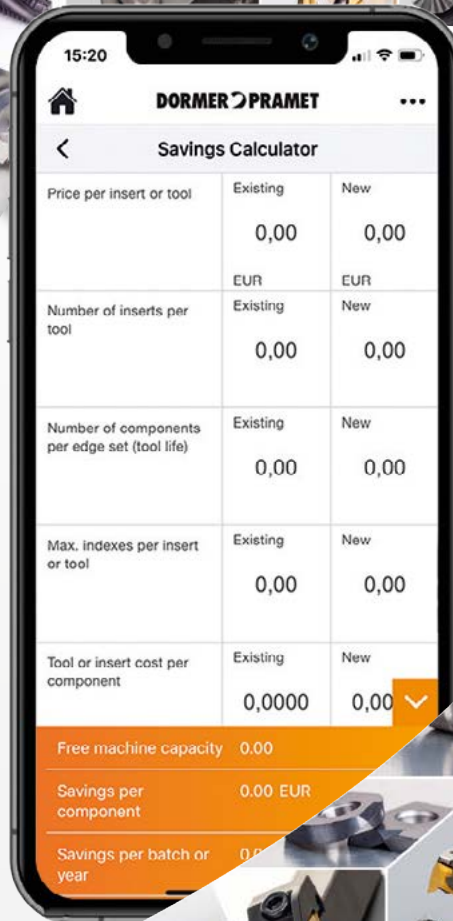 15:20
DORMER PRAMET
Savings Calculator
Price per insert or tool
Existing
New
0,00
0,00
EUR
EUR
Number of inserts per
tool
Existing
New
0,00
0,00
Number of components
per edge set (tool life)
Existing
New
0,00
0,00
Max. indexes per insert
or tool
Existing
New
0,00
0,00
Tool or insert cost per
component
Existing
New
0,0000
0,00
Free machine capacity 0.00
Savings per
component
0.00 EUR
Savings per batch or
year